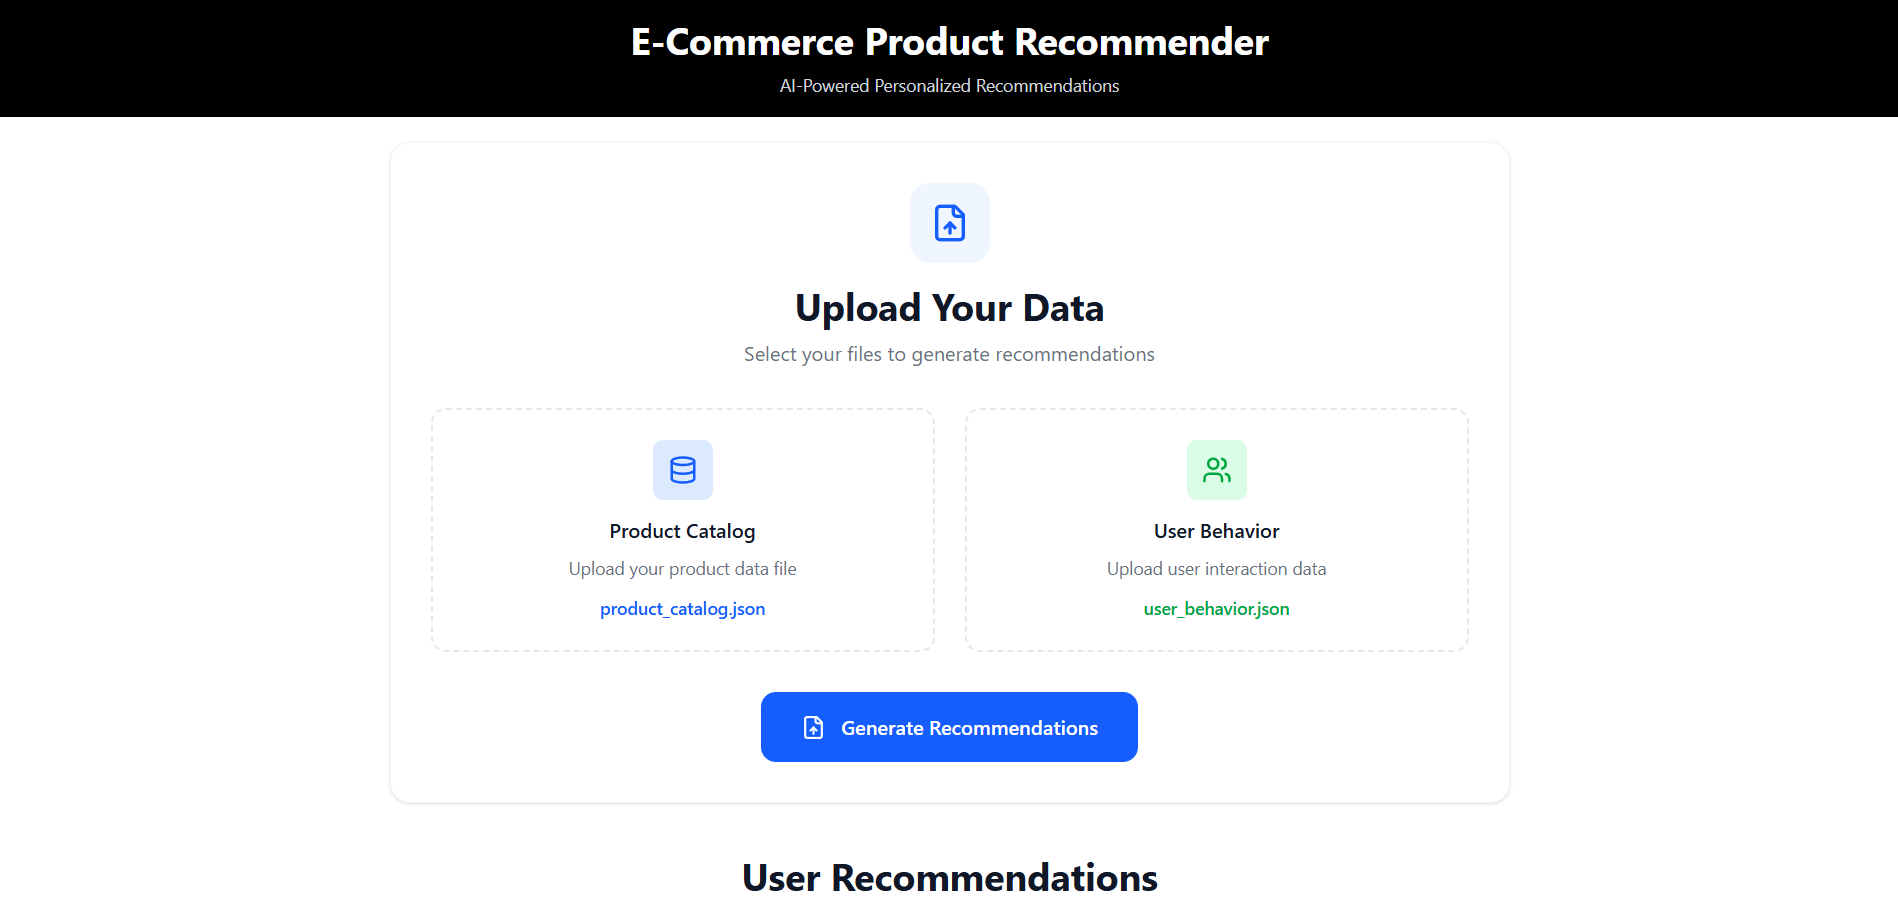 E-Commerce Product Recommender
AI-Powered Personalized Recommendations
Upload Your Data
Select your files to generate recommendations
Product Catalog
Upload your product data file
product_catalog.json
User Behavior
Upload user interaction data
user_behavior.json
Generate Recommendations
User Recommendations